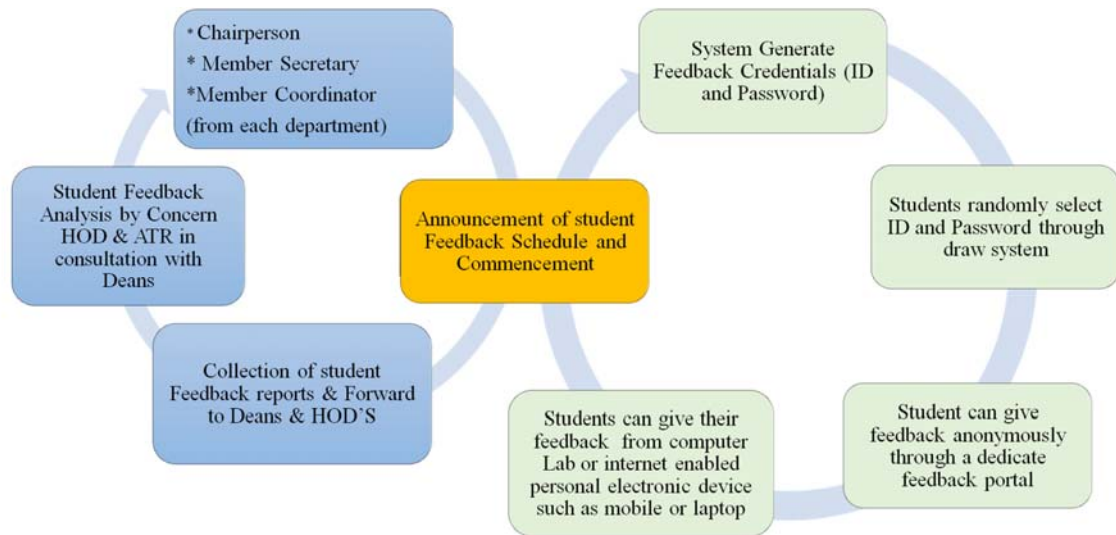 * Chairperson
* Member Secretary
*Member Coordinator
(from each department)
Student Feedback
Analysis by Concern
HOD & ATR in
consultation with
Deans
Collection of student
Feedback reports & Forward
to Deans & HOD'S
Announcement of student
Feedback Schedule and
Commencement
System Generate
Feedback Credentials (ID
and Password)
Students randomly select
ID and Password through
draw system
Student can give
feedback anonymously
through a dedicate
feedback portal
Students can give their
feedback from computer
Lab or internet enabled
personal electronic device
such as mobile or laptop